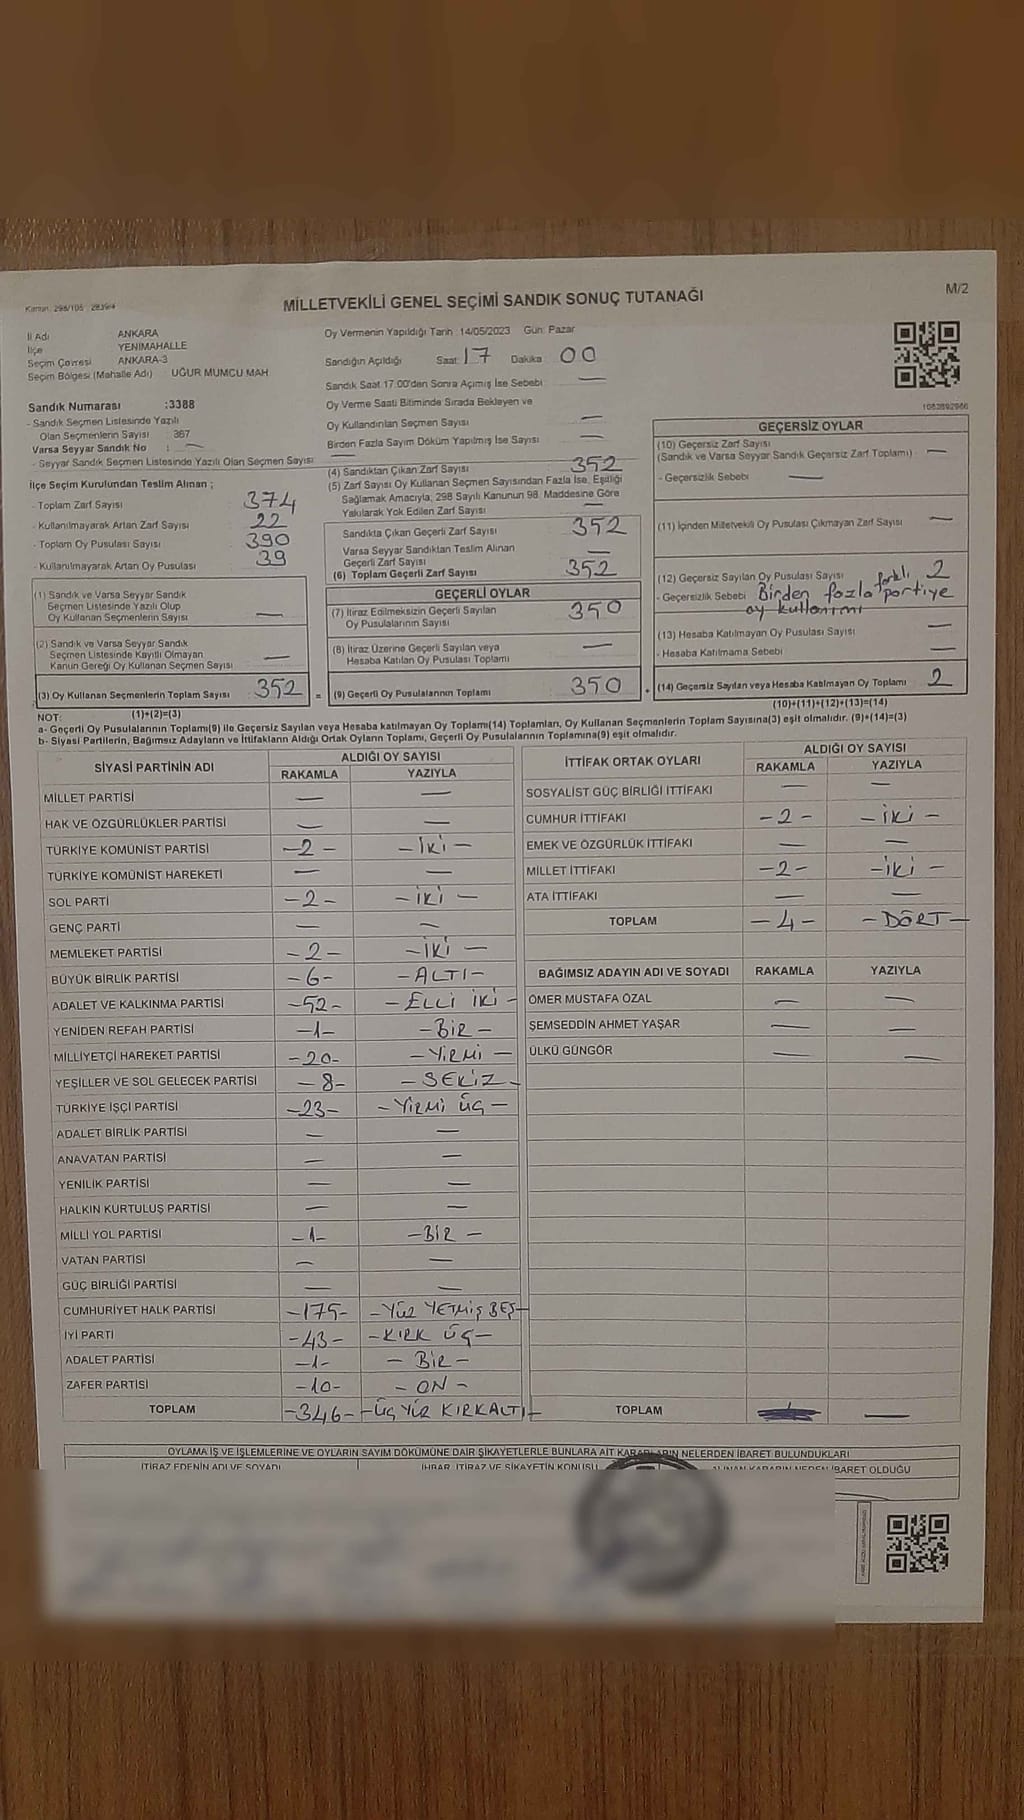 Kanun: 298/105 - 2839/4
MİLLETVEKİLİ GENEL SEÇİMİ SANDIK SONUÇ TUTANAĞI
M/2
İl Adı ANKARA
İlçe YENİMAHALLE
Seçim Çevresi ANKARA-3
Seçim Bölgesi (Mahalle Adı) UĞUR MUMCU MAH
Sandık Numarası :3388
- Sandık Seçmen Listesinde Yazılı
Olan Seçmenlerin Sayısı : 367
Varsa Seyyar Sandık No : —
- Seyyar Sandık Seçmen Listesinde Yazılı Olan Seçmen Sayısı —
İlçe Seçim Kurulundan Teslim Alınan ;
- Toplam Zarf Sayısı 374
- Kullanılmayarak Artan Zarf Sayısı 22
- Toplam Oy Pusulası Sayısı 390
- Kullanılmayarak Artan Oy Pusulası 39
Oy Vermenin Yapıldığı Tarih 14/05/2023 Gün: Pazar
Sandığın Açıldığı Saat 17 Dakika 00
Sandık Saat 17:00'den Sonra Açımış İse Sebebi —
Oy Verme Saati Bitiminde Sırada Bekleyen ve
Oy Kullandırılan Seçmen Sayısı —
Birden Fazla Sayım Döküm Yapılmış İse Sayısı —
(4) Sandıktan Çıkan Zarf Sayısı 352
(5) Zarf Sayısı Oy Kullanan Seçmen Sayısından Fazla İse, Eşitliği
Sağlamak Amacıyla, 298 Sayılı Kanunun 98. Maddesine Göre
Yakılarak Yok Edilen Zarf Sayısı —
Sandıkta Çıkan Geçerli Zarf Sayısı 352
Varsa Seyyar Sandıktan Teslim Alınan
Geçerli Zarf Sayısı —
(6) Toplam Geçerli Zarf Sayısı 352
1082892966
GEÇERSİZ OYLAR
(10) Geçersiz Zarf Sayısı
(Sandık ve Varsa Seyyar Sandık Geçersiz Zarf Toplamı) —
- Geçersizlik Sebebi —
(11) İçinden Milletvekili Oy Pusulası Çıkmayan Zarf Sayısı —
(12) Geçersiz Sayılan Oy Pusulası Sayısı 2
- Geçersizlik Sebebi Birden fazla farklı partiye
oy kullanımı
(13) Hesaba Katılmayan Oy Pusulası Sayısı —
- Hesaba Katılmama Sebebi —
(14) Geçersiz Sayılan veya Hesaba Katılmayan Oy Toplamı 2
(10)+(11)+(12)+(13)=(14)
(1) Sandık ve Varsa Seyyar Sandık
Seçmen Listesinde Yazılı Olup
Oy Kullanan Seçmenlerin Sayısı —
(2) Sandık ve Varsa Seyyar Sandık
Seçmen Listesinde Kayıtlı Olmayan
Kanun Gereği Oy Kullanan Seçmen Sayısı —
(3) Oy Kullanan Seçmenlerin Toplam Sayısı 352 =
(1)+(2)=(3)
GEÇERLİ OYLAR
(7) İtiraz Edilmeksizin Geçerli Sayılan
Oy Pusulalarının Sayısı 350
(8) İtiraz Üzerine Geçerli Sayılan veya
Hesaba Katılan Oy Pusulası Toplamı —
(9) Geçerli Oy Pusulalarının Toplamı 350 +
NOT:
a- Geçerli Oy Pusulalarının Toplamı(9) ile Geçersiz Sayılan veya Hesaba katılmayan Oy Toplamı(14) Toplamları, Oy Kullanan Seçmenlerin Toplam Sayısına(3) eşit olmalıdır. (9)+(14)=(3)
b- Siyasi Partilerin, Bağımsız Adayların ve İttifakların Aldığı Ortak Oyların Toplamı, Geçerli Oy Pusulalarının Toplamına(9) eşit olmalıdır.
SİYASİ PARTİNİN ADI ALDIĞI OY SAYISI
RAKAMLA YAZIYLA
MİLLET PARTİSİ — —
HAK VE ÖZGÜRLÜKLER PARTİSİ — —
TÜRKİYE KOMÜNİST PARTİSİ -2- -İKİ-
TÜRKİYE KOMÜNİST HAREKETİ — —
SOL PARTİ -2- -İKİ-
GENÇ PARTİ — —
MEMLEKET PARTİSİ -2- -İKİ-
BÜYÜK BİRLİK PARTİSİ -6- -ALTI-
ADALET VE KALKINMA PARTİSİ -52- -ELLİ İKİ-
YENİDEN REFAH PARTİSİ -1- -BİR-
MİLLİYETÇİ HAREKET PARTİSİ -20- -YİRMİ-
YEŞİLLER VE SOL GELECEK PARTİSİ -8- -SEKİZ-
TÜRKİYE İŞÇİ PARTİSİ -23- -YİRMİ ÜÇ-
ADALET BİRLİK PARTİSİ — —
ANAVATAN PARTİSİ — —
YENİLİK PARTİSİ — —
HALKIN KURTULUŞ PARTİSİ — —
MİLLİ YOL PARTİSİ -1- -BİR-
VATAN PARTİSİ — —
GÜÇ BİRLİĞİ PARTİSİ — —
CUMHURİYET HALK PARTİSİ -175- -YÜZ YETMİŞ BEŞ-
İYİ PARTİ -43- -KIRK ÜÇ-
ADALET PARTİSİ -1- -BİR-
ZAFER PARTİSİ -10- -ON-
TOPLAM -346- -ÜÇ YÜZ KIRKALTI-
İTTİFAK ORTAK OYLARI ALDIĞI OY SAYISI
RAKAMLA YAZIYLA
SOSYALİST GÜÇ BİRLİĞİ İTTİFAKI — —
CUMHUR İTTİFAKI -2- -İKİ-
EMEK VE ÖZGÜRLÜK İTTİFAKI — —
MİLLET İTTİFAKI -2- -İKİ-
ATA İTTİFAKI — —
TOPLAM -4- -DÖRT-
BAĞIMSIZ ADAYIN ADI VE SOYADI RAKAMLA YAZIYLA
ÖMER MUSTAFA ÖZAL — —
ŞEMSEDDİN AHMET YAŞAR — —
ÜLKÜ GÜNGÖR — —
TOPLAM —
OYLAMA İŞ VE İŞLEMLERİNE VE OYLARIN SAYIM DÖKÜMÜNE DAİR ŞİKAYETLERLE BUNLARA AİT KARARLARIN NELERDEN İBARET BULUNDUKLARI
İTİRAZ EDENİN ADI VE SOYADI İHBAR, İTİRAZ VE ŞİKAYETİN KONUSU ALINAN KARARIN NEDEN İBARET OLDUĞU